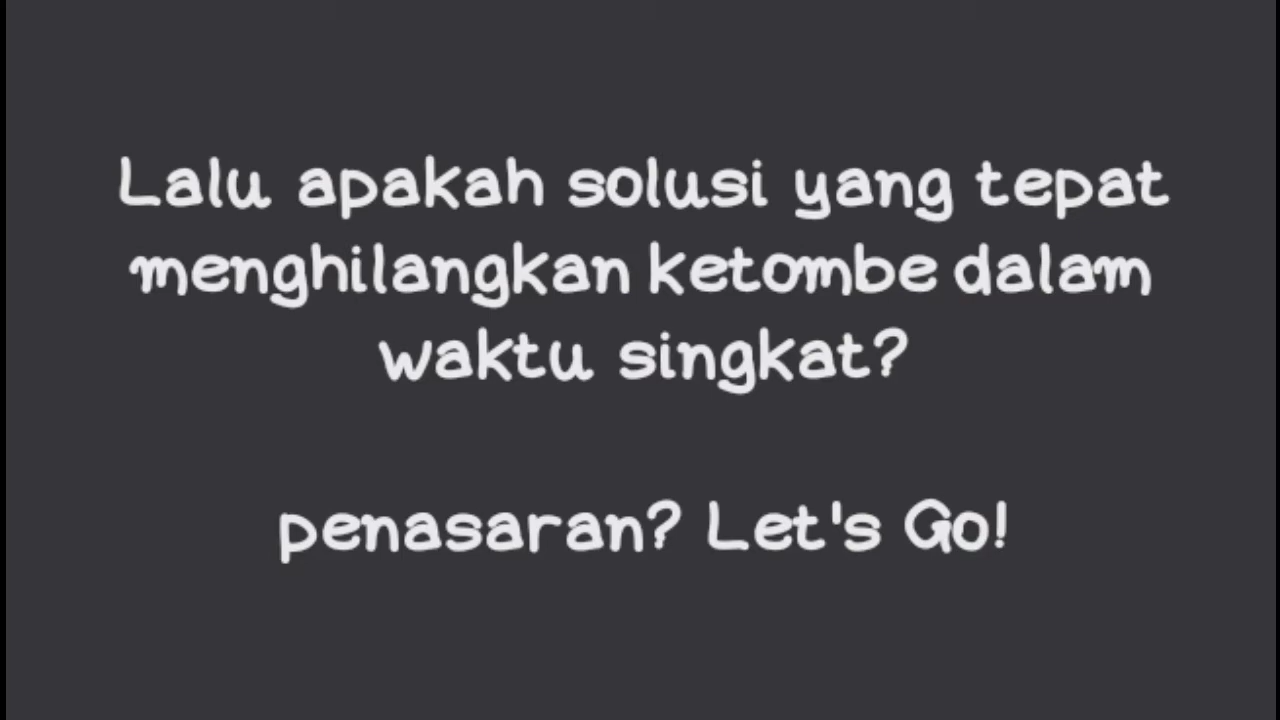 Lalu apakah solusi yang tepat
menghilangkan ketombe dalam
waktu singkat?
penasaran? Let's Go!